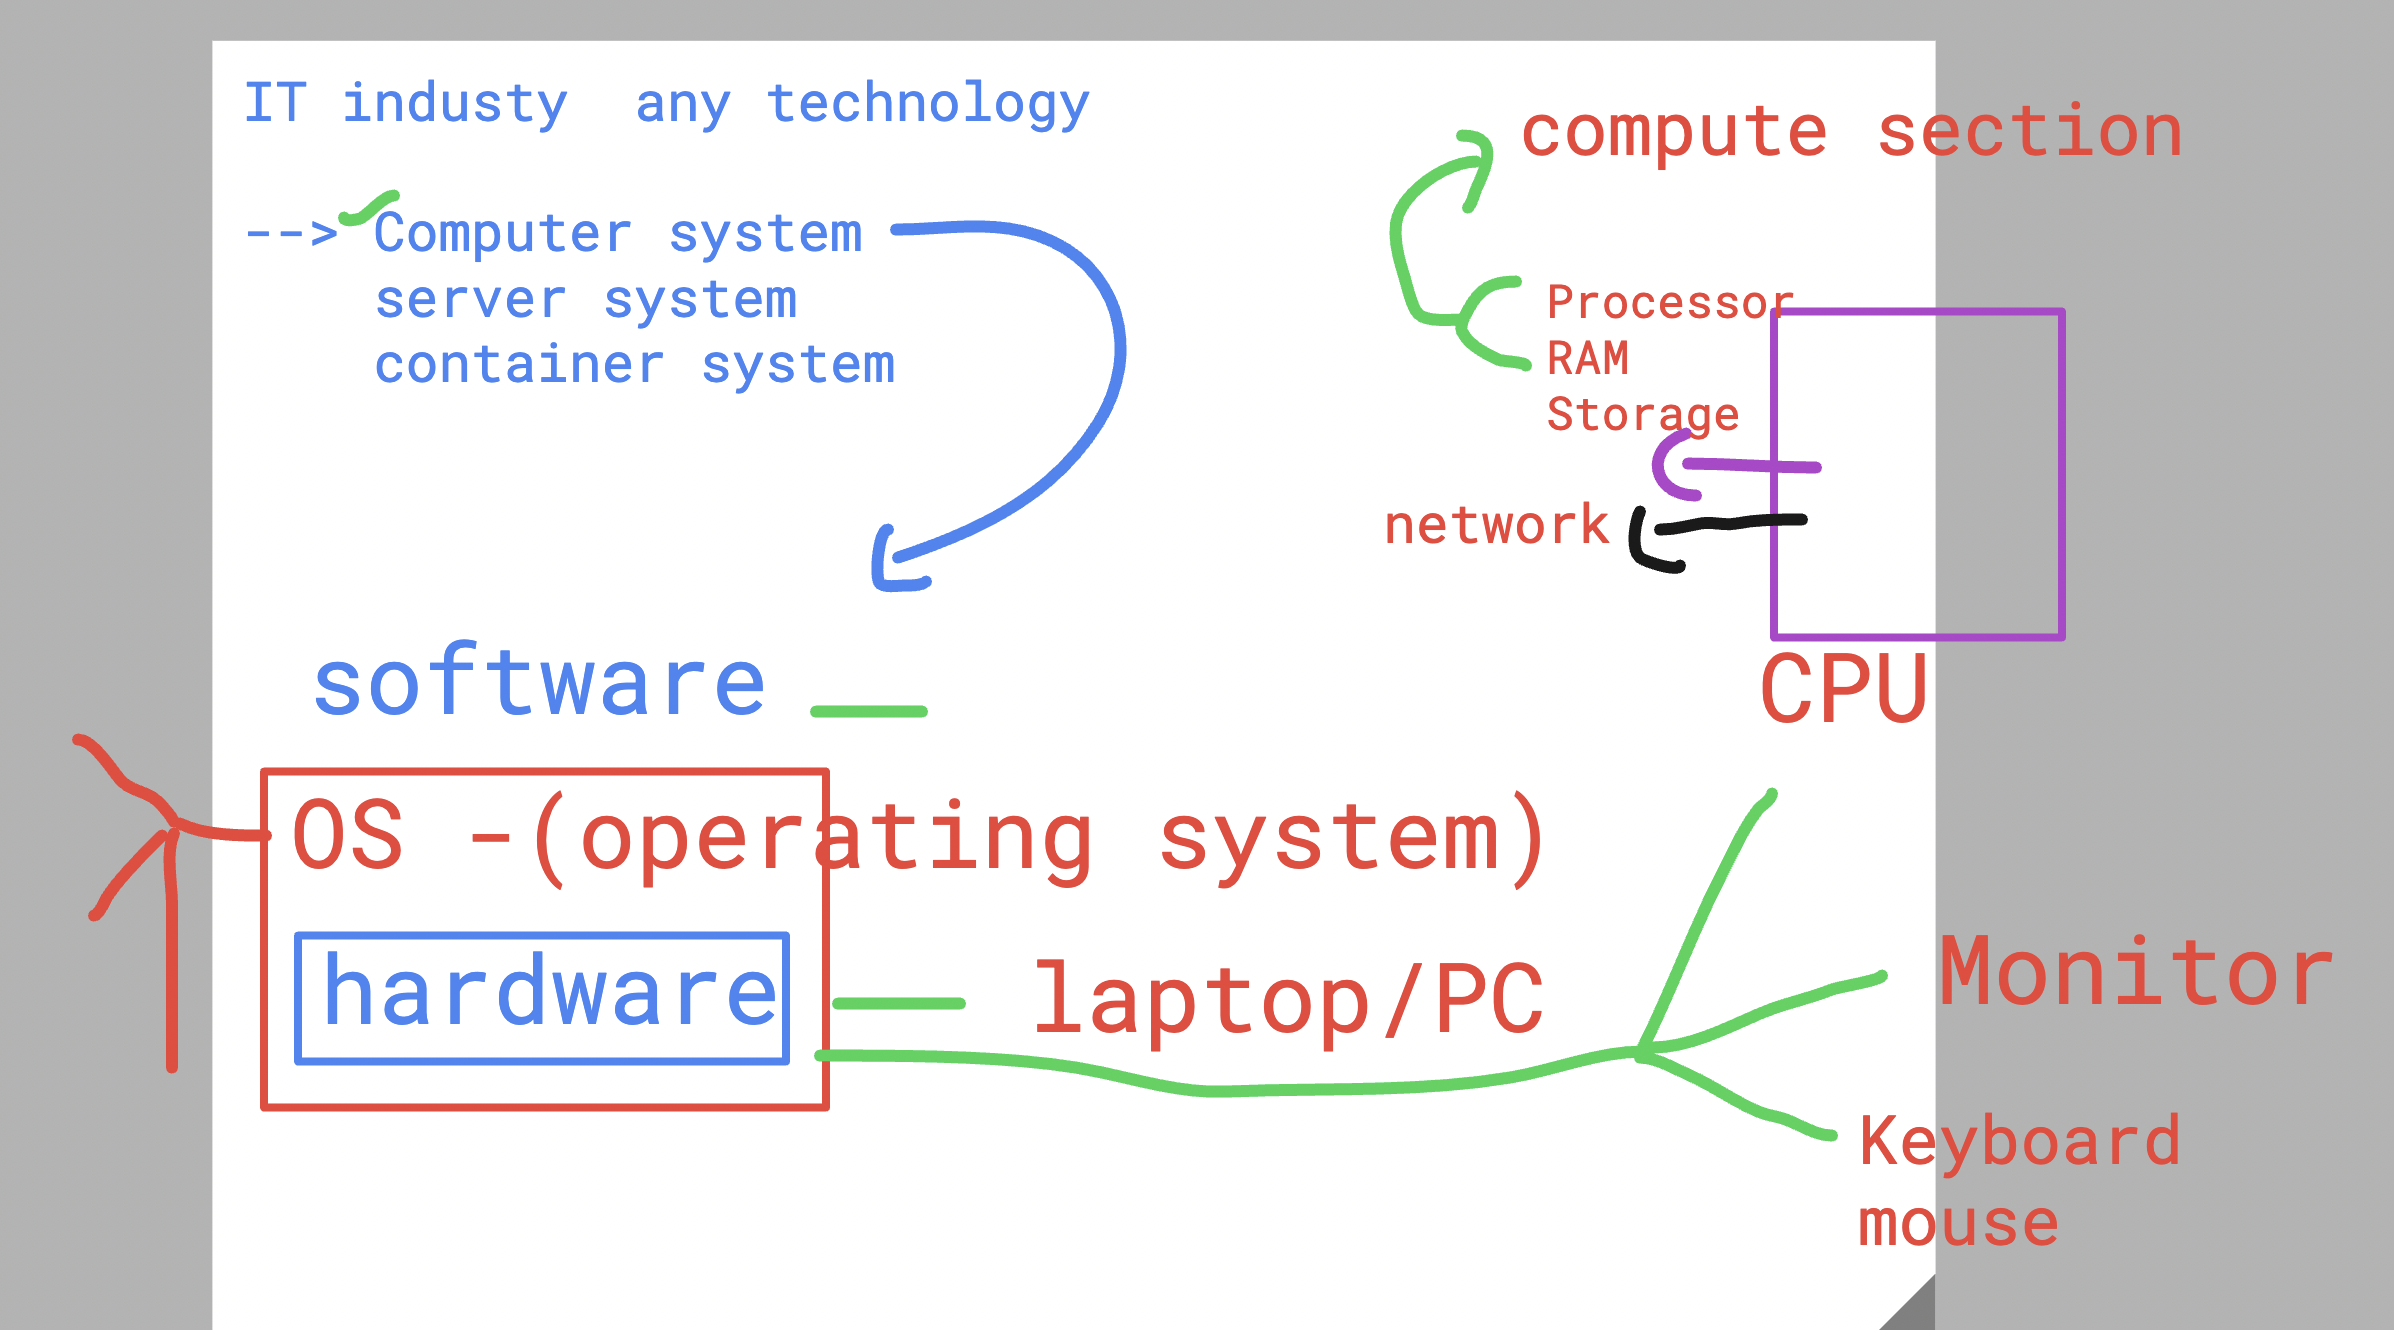 IT industy  any technology
--> Computer system
server system
container system
compute section
Processor
RAM
Storage
network
CPU
software
OS -(operating system)
hardware
laptop/PC
Monitor
Keyboard
mouse